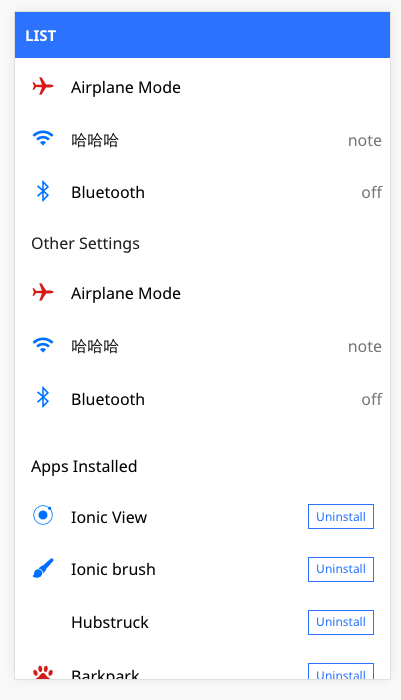 LIST
Airplane Mode
哈哈哈 note
Bluetooth off
Other Settings
Airplane Mode
哈哈哈 note
Bluetooth off
Apps Installed
Ionic View Uninstall
Ionic brush Uninstall
Hubstruck Uninstall
Barkpark Uninstall